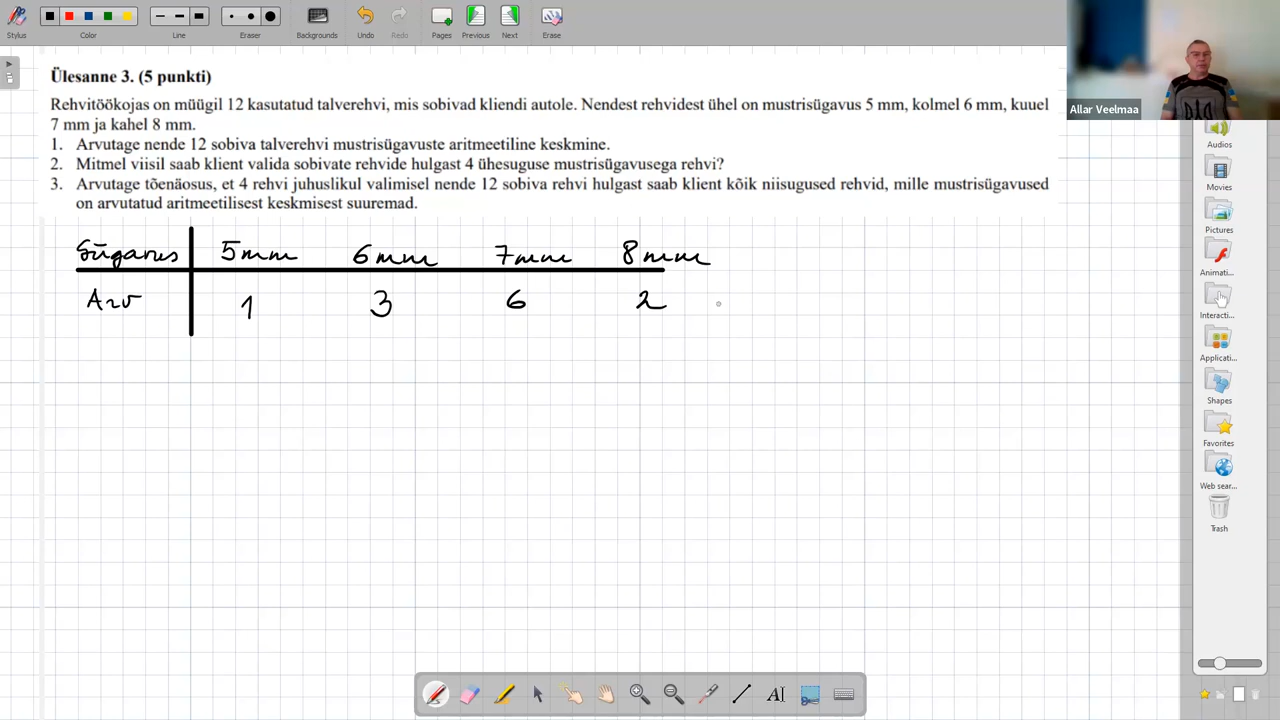 Stylus
Color
Line
Eraser
Backgrounds
Undo
Redo
Pages
Previous
Next
Erase
Allar Veelmaa
Ülesanne 3. (5 punkti)
Rehvitöökojas on müügil 12 kasutatud talverehvi, mis sobivad kliendi autole. Nendest rehvidest ühel on mustrisügavus 5 mm, kolmel 6 mm, kuuel
7 mm ja kahel 8 mm.
1. Arvutage nende 12 sobiva talverehvi mustrisügavuste aritmeetiline keskmine.
2. Mitmel viisil saab klient valida sobivate rehvide hulgast 4 ühesuguse mustrisügavusega rehvi?
3. Arvutage tõenäosus, et 4 rehvi juhuslikul valimisel nende 12 sobiva rehvi hulgast saab klient kõik niisugused rehvid, mille mustrisügavused
on arvutatud aritmeetilisest keskmisest suuremad.
Sügavus 5mm 6mm 7mm 8mm
Arv 1 3 6 2
Audios
Movies
Pictures
Animati...
Interacti...
Applicati...
Shapes
Favorites
Web sear...
Trash